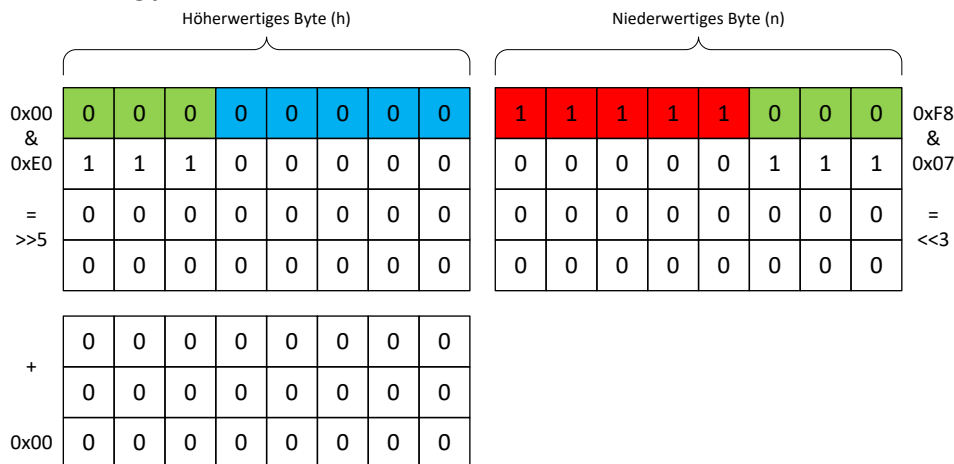 Höherwertiges Byte (h) Niederwertiges Byte (n)
0x00 0 0 0 0 0 0 0 0 1 1 1 1 1 0 0 0 0xF8
& &
0xE0 1 1 1 0 0 0 0 0 0 0 0 0 0 1 1 1 0x07
= 0 0 0 0 0 0 0 0 0 0 0 0 0 0 0 0 =
>>5 <<3
0 0 0 0 0 0 0 0 0 0 0 0 0 0 0 0
0 0 0 0 0 0 0 0
+
0 0 0 0 0 0 0 0
0x00 0 0 0 0 0 0 0 0